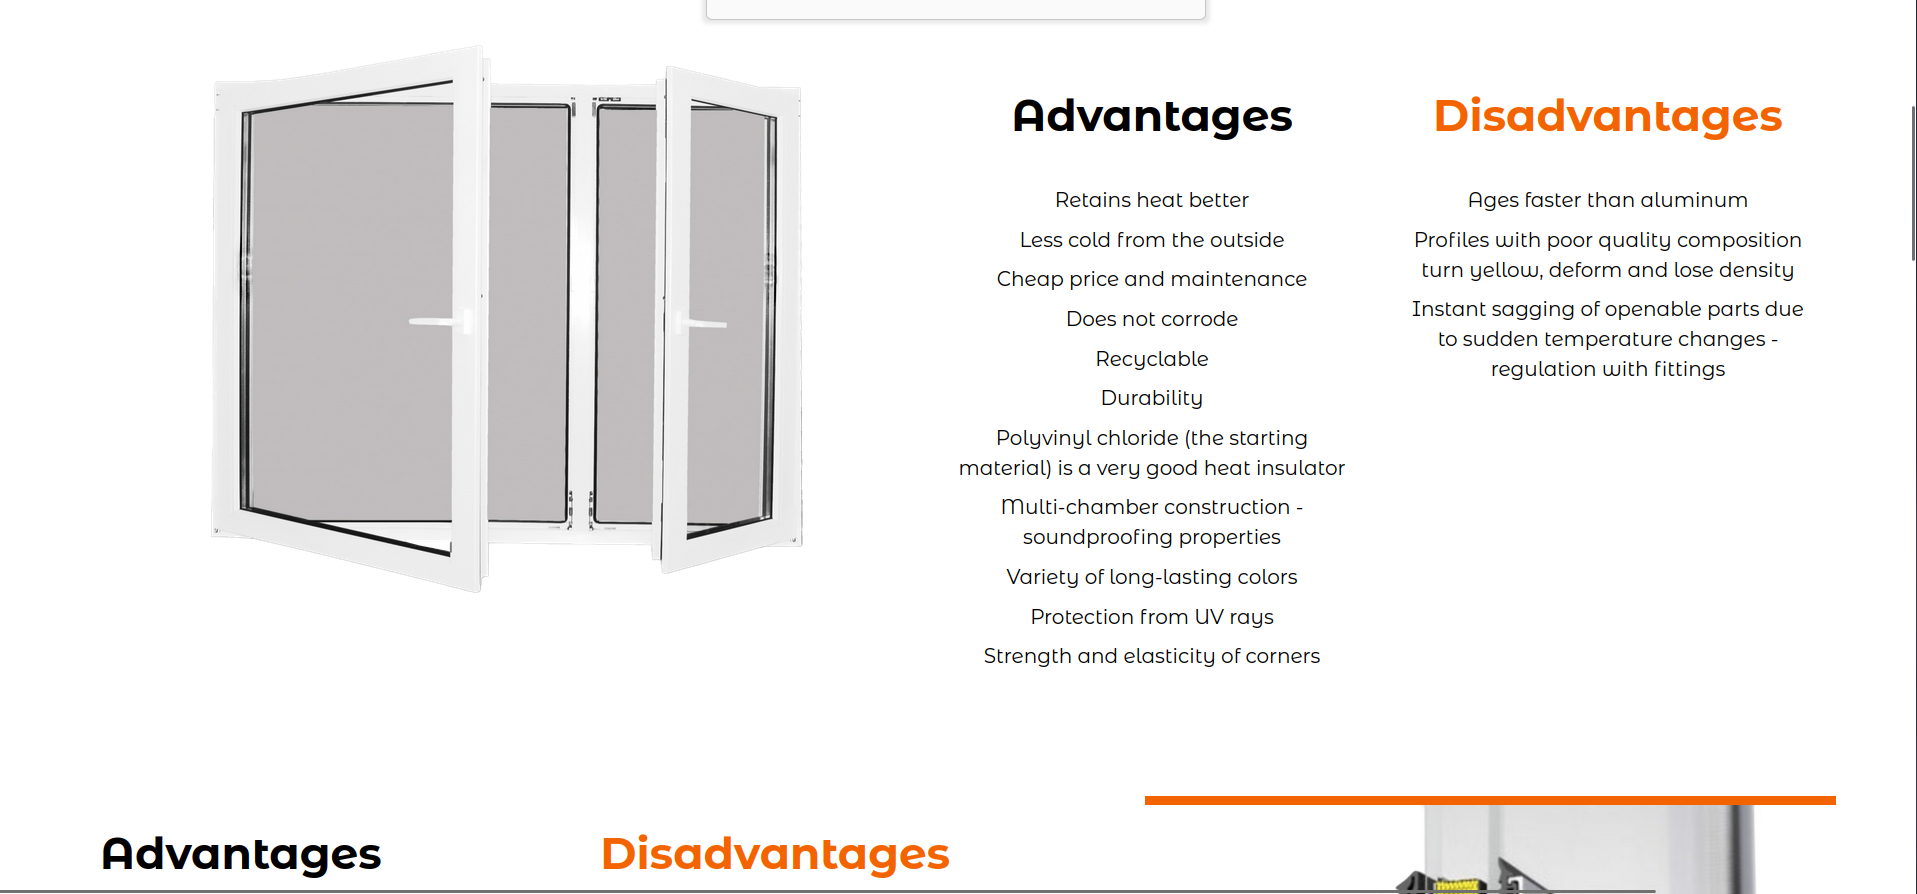 Advantages
Retains heat better
Less cold from the outside
Cheap price and maintenance
Does not corrode
Recyclable
Durability
Polyvinyl chloride (the starting
material) is a very good heat insulator
Multi-chamber construction -
soundproofing properties
Variety of long-lasting colors
Protection from UV rays
Strength and elasticity of corners
Disadvantages
Ages faster than aluminum
Profiles with poor quality composition
turn yellow, deform and lose density
Instant sagging of openable parts due
to sudden temperature changes -
regulation with fittings
Advantages
Disadvantages